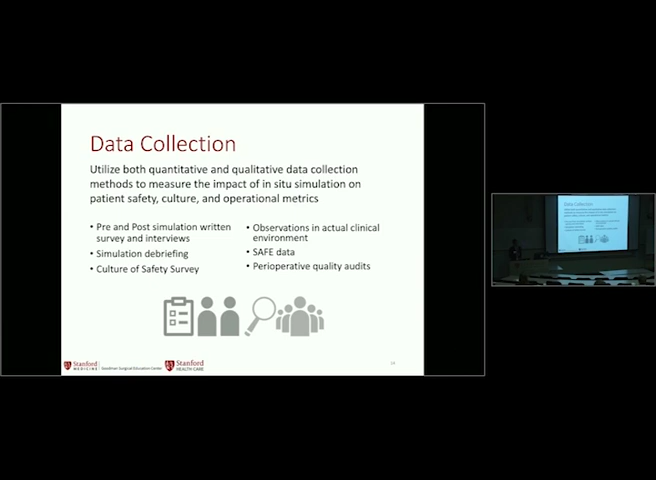 Data Collection
Utilize both quantitative and qualitative data collection
methods to measure the impact of in situ simulation on
patient safety, culture, and operational metrics
• Pre and Post simulation written
survey and interviews
• Simulation debriefing
• Culture of Safety Survey
• Observations in actual clinical
environment
• SAFE data
• Perioperative quality audits
Stanford
MEDICINE
Goodman Surgical Education Center
Stanford
HEALTH CARE
Data Collection